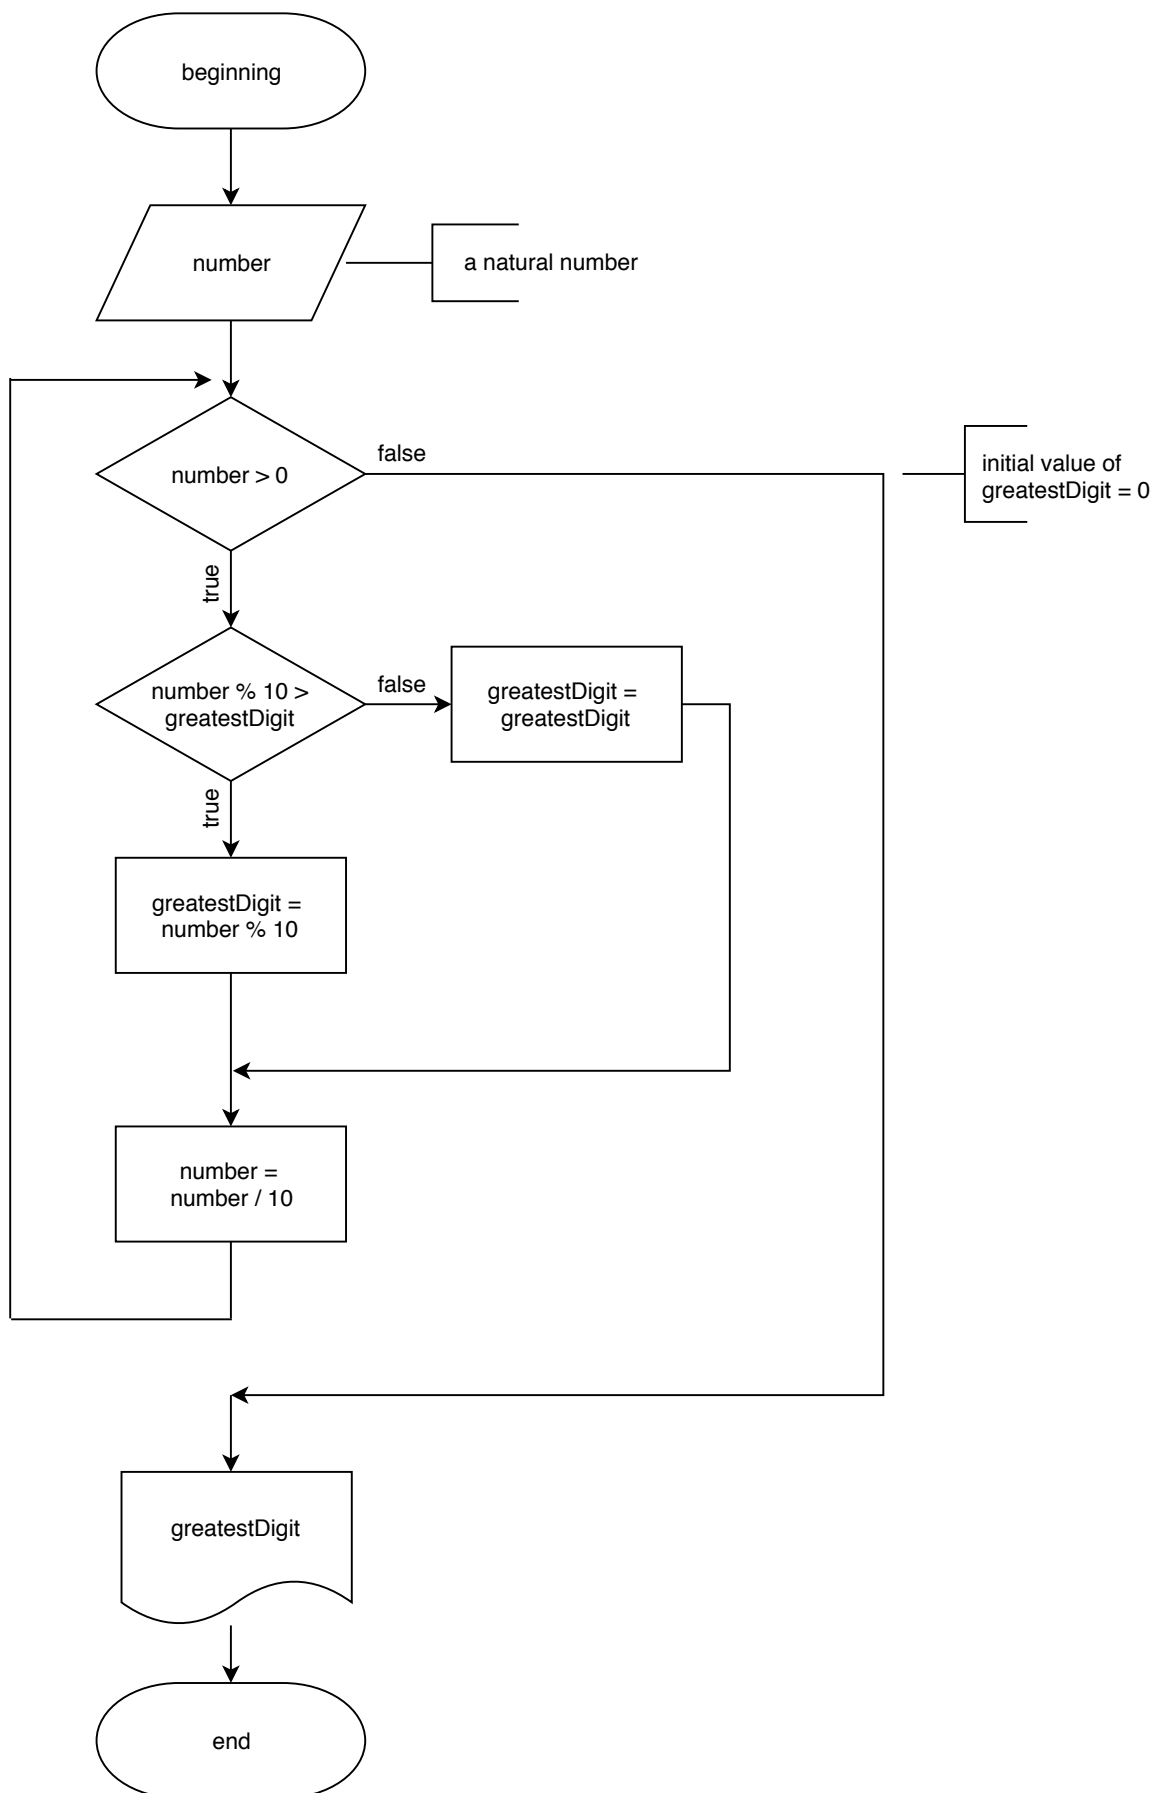 beginning
number
a natural number
number > 0
false
initial value of
greatestDigit = 0
true
number % 10 >
greatestDigit
false
greatestDigit =
greatestDigit
true
greatestDigit =
number % 10
number =
number / 10
greatestDigit
end